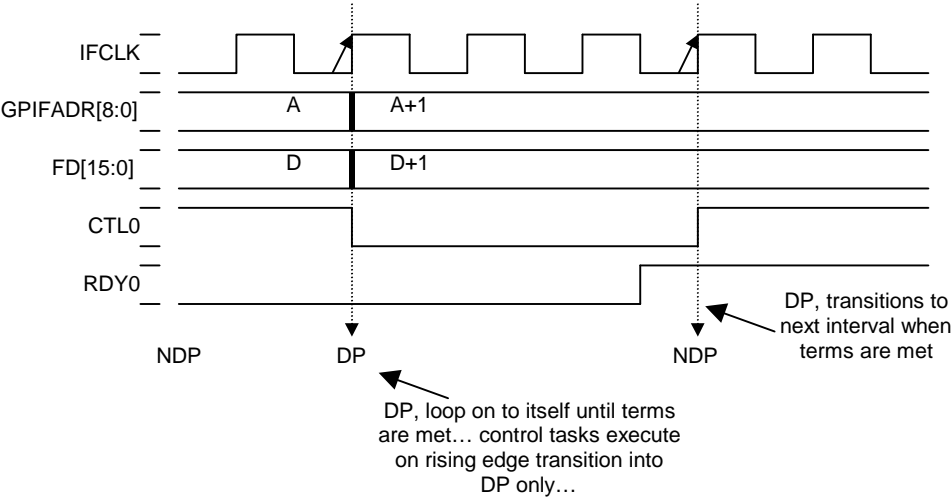 IFCLK
GPIFADR[8:0]
A
A+1
FD[15:0]
D
D+1
CTL0
RDY0
NDP
DP
NDP
DP, transitions to
next interval when
terms are met
DP, loop on to itself until terms
are met… control tasks execute
on rising edge transition into
DP only…